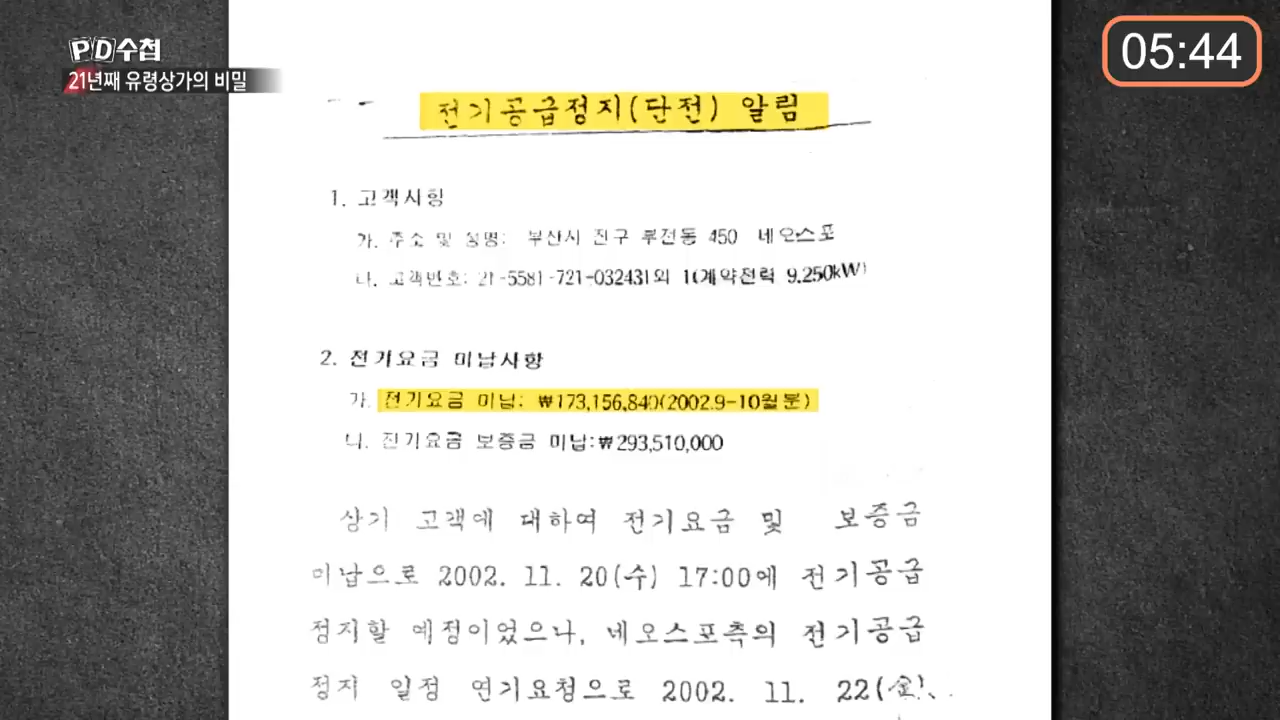 PD수첩
21년째 유령상가의 비밀
05:44
전기공급정지(단전) 알림
1. 고객사항
가. 주소 및 성명: 부산시 진구 부전동 450 네오스포
나. 고객번호: 21-5581-721-032431외 1(계약전력 9,250kW)
2. 전기요금 미납사항
가. 전기요금 미납: ₩173,156,840(2002.9-10월분)
나. 전기요금 보증금 미납:₩293,510,000
상기 고객에 대하여 전기요금 및 보증금
미납으로 2002. 11. 20(수) 17:00에 전기공급
정지할 예정이었으나, 네오스포측의 전기공급
정지 일정 연기요청으로 2002. 11. 22(金)